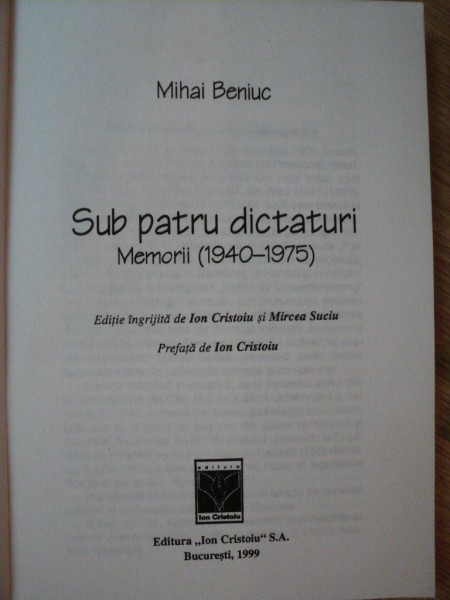 Mihai Beniuc
Sub patru dictaturi
Memorii (1940–1975)
Ediție îngrijită de Ion Cristoiu și Mircea Suciu
Prefață de Ion Cristoiu
editura
Ion Cristoiu
Editura „Ion Cristoiu“ S.A.
București, 1999